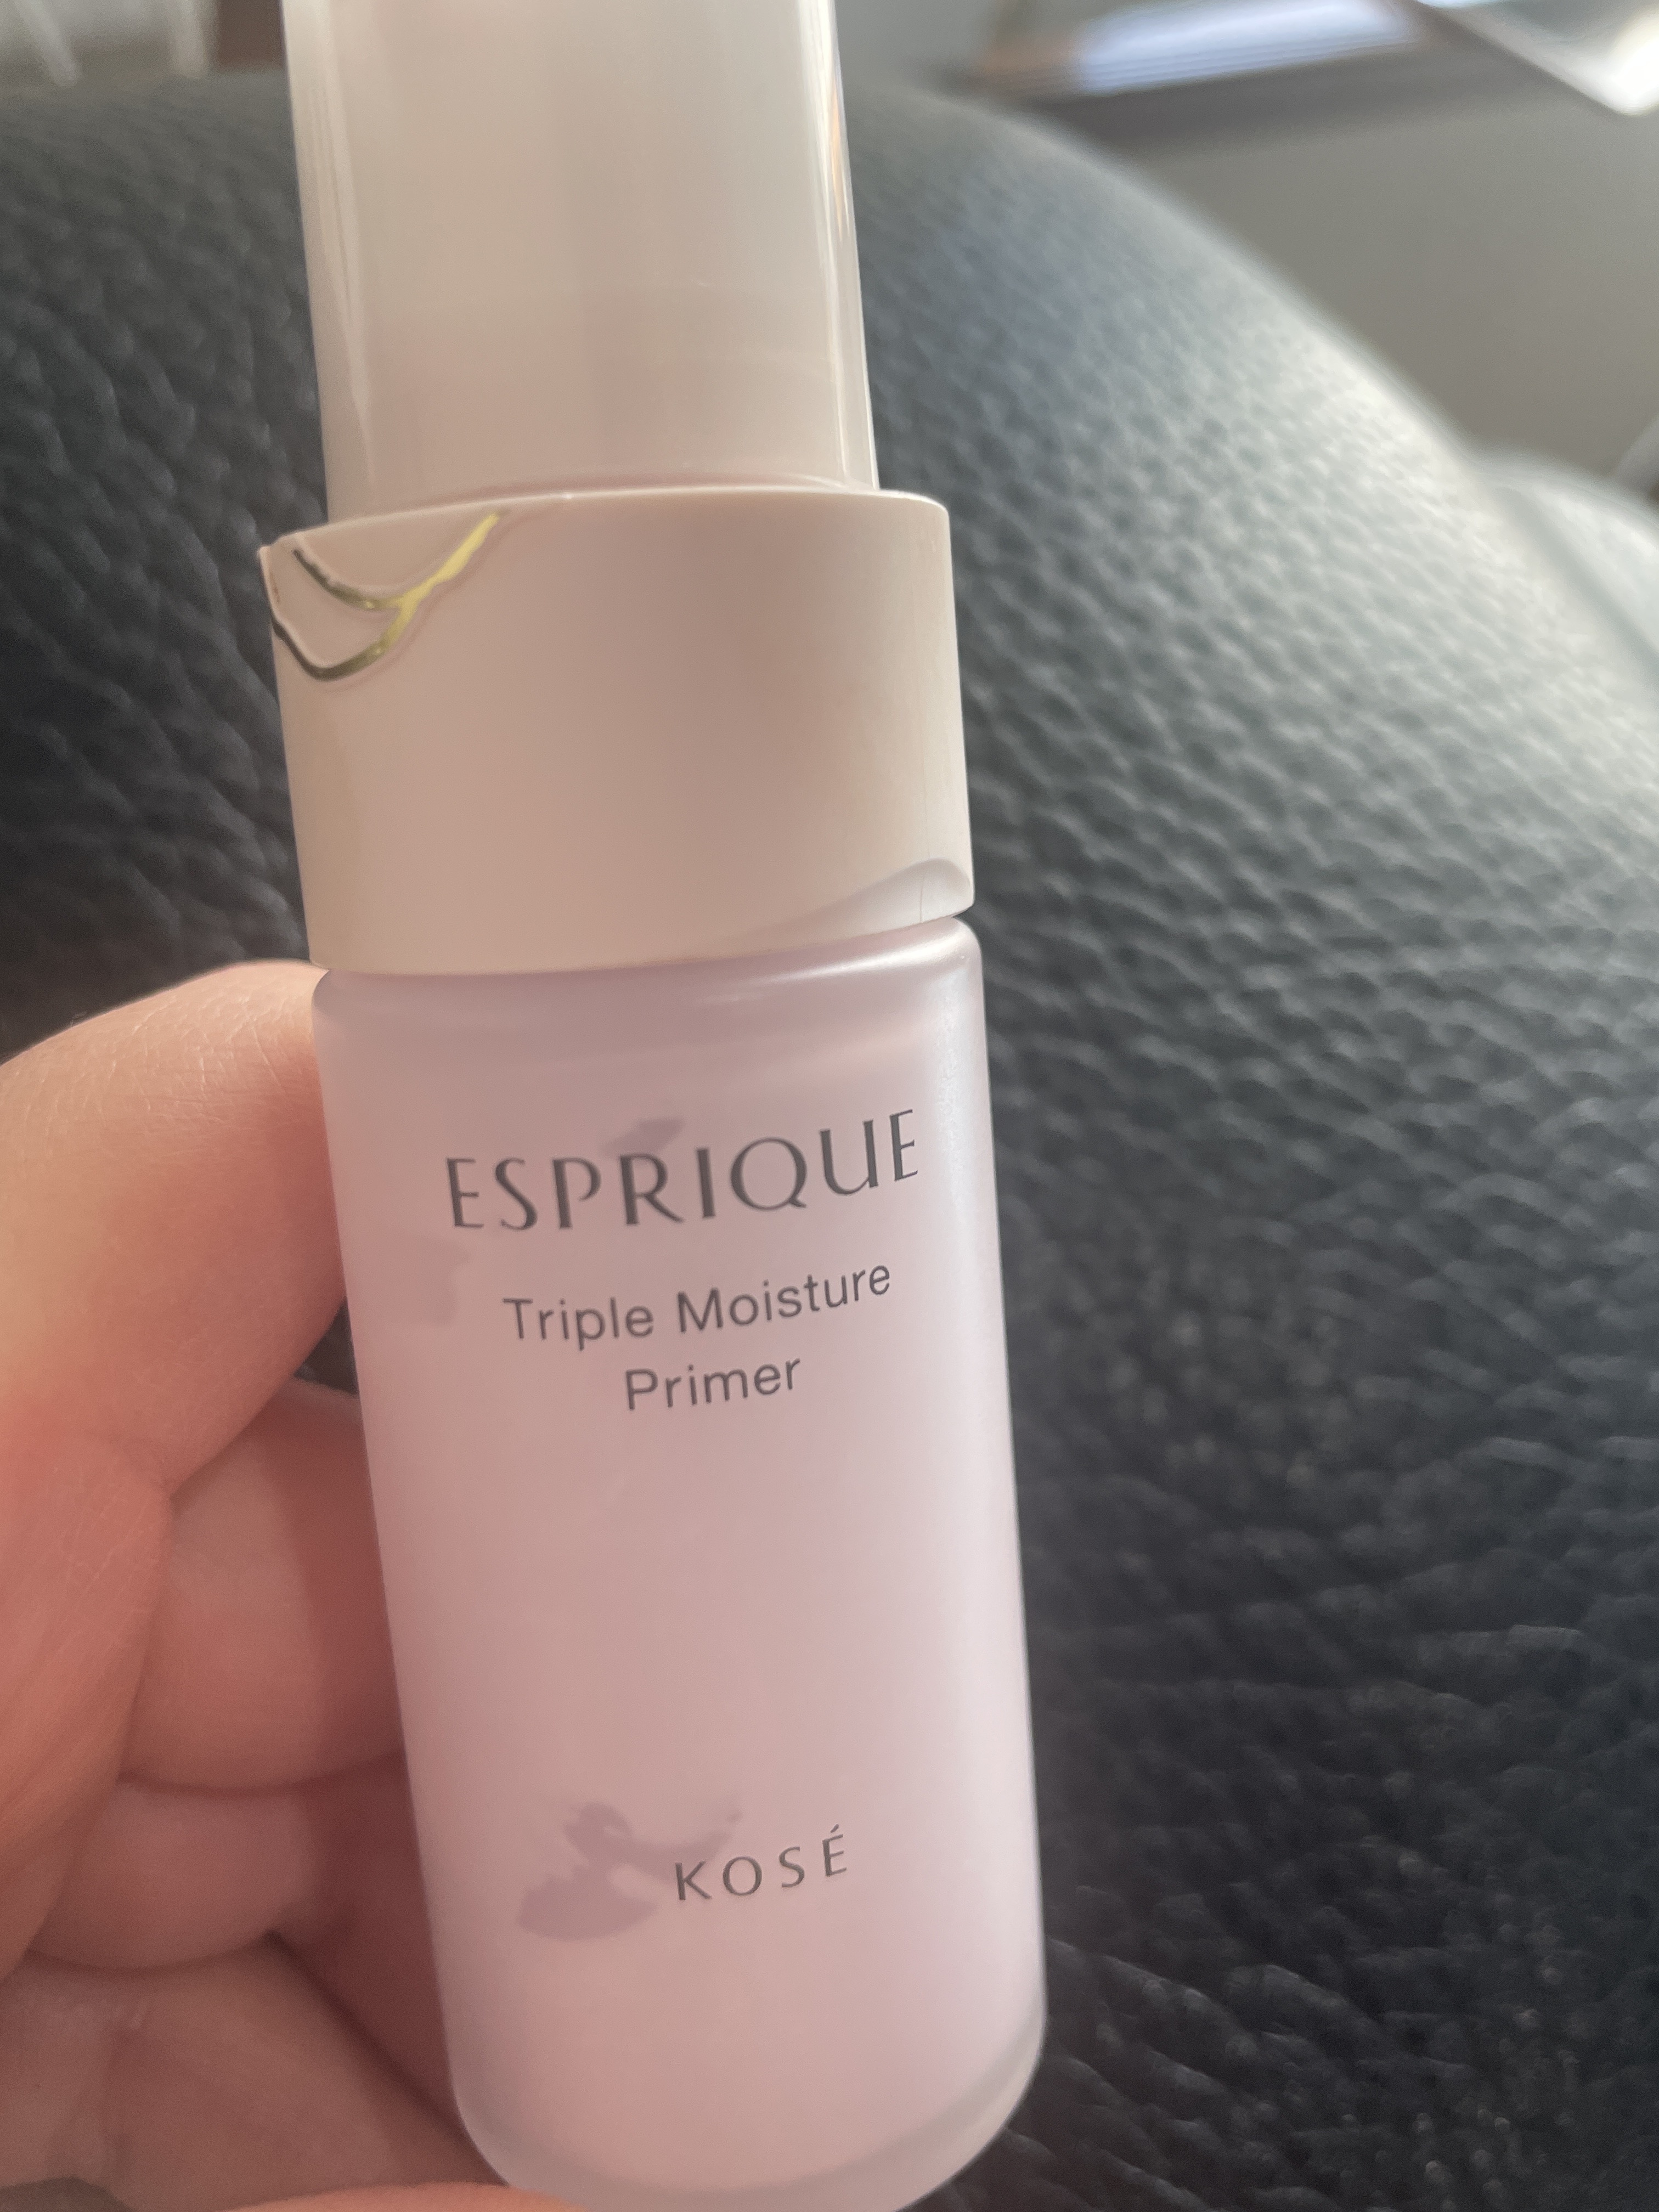 ESPRIQUE
Triple Moisture
Primer
KOSÉ